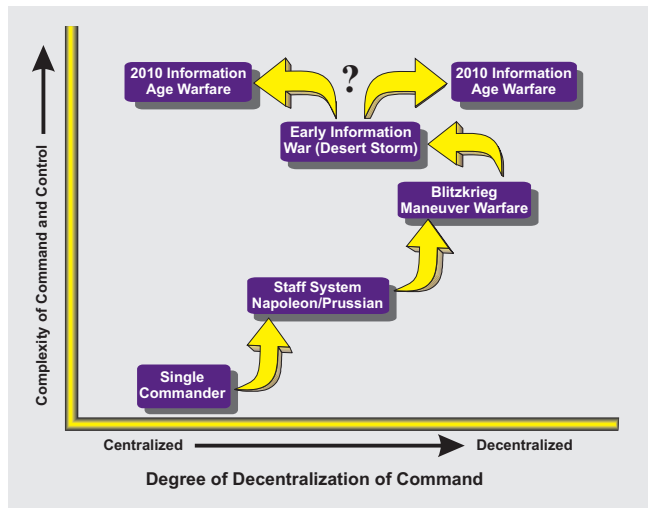 2010 Information
Age Warfare
?
2010 Information
Age Warfare
Early Information
War (Desert Storm)
Blitzkrieg
Maneuver Warfare
Staff System
Napoleon/Prussian
Single
Commander
Complexity of Command and Control
Centralized
Decentralized
Degree of Decentralization of Command